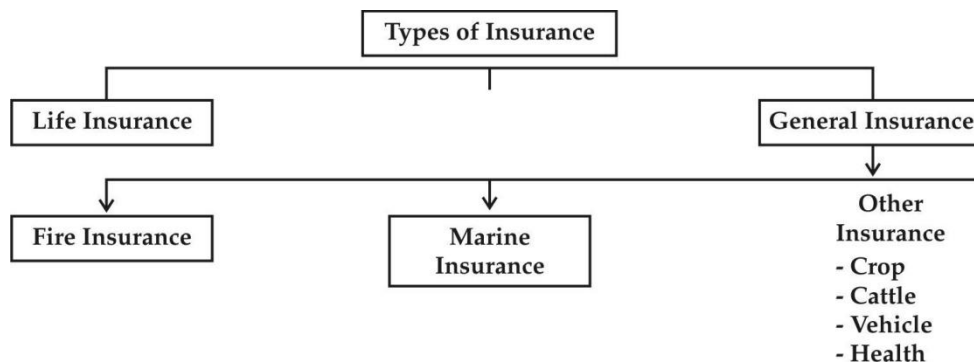 Types of Insurance
Life Insurance
General Insurance
Fire Insurance
Marine
Insurance
Other
Insurance
- Crop
- Cattle
- Vehicle
- Health